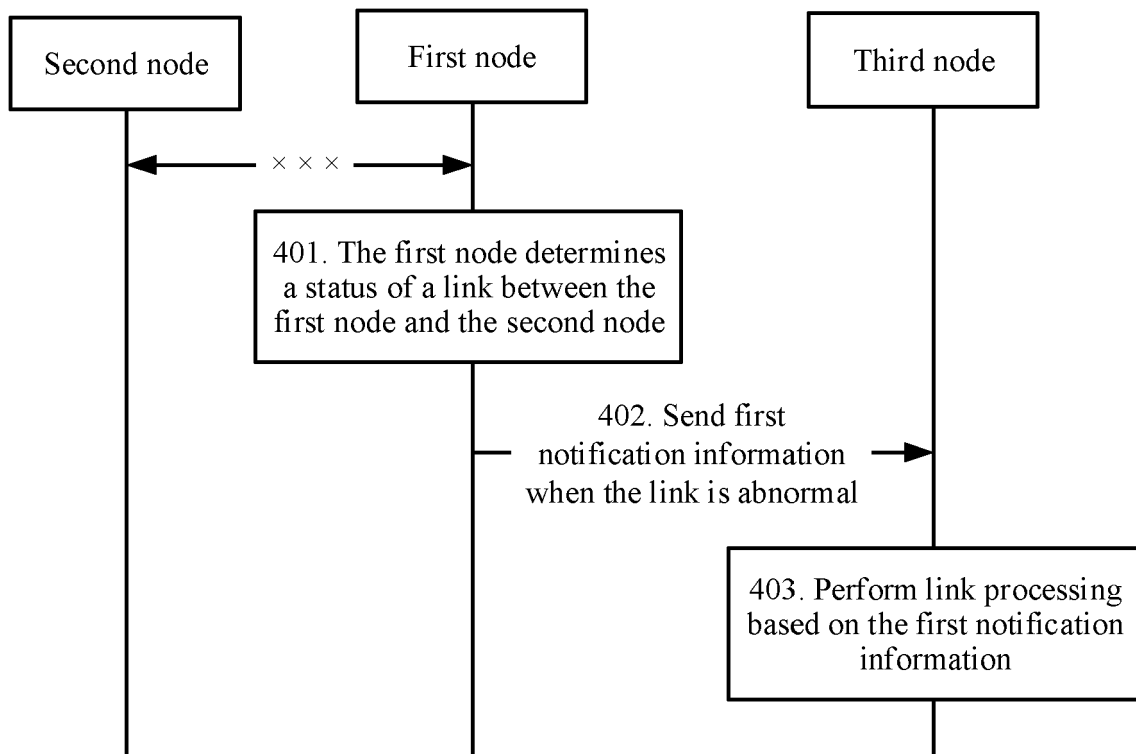 Second node
First node
Third node
× × ×
401. The first node determines
a status of a link between the
first node and the second node
402. Send first
notification information
when the link is abnormal
403. Perform link processing
based on the first notification
information